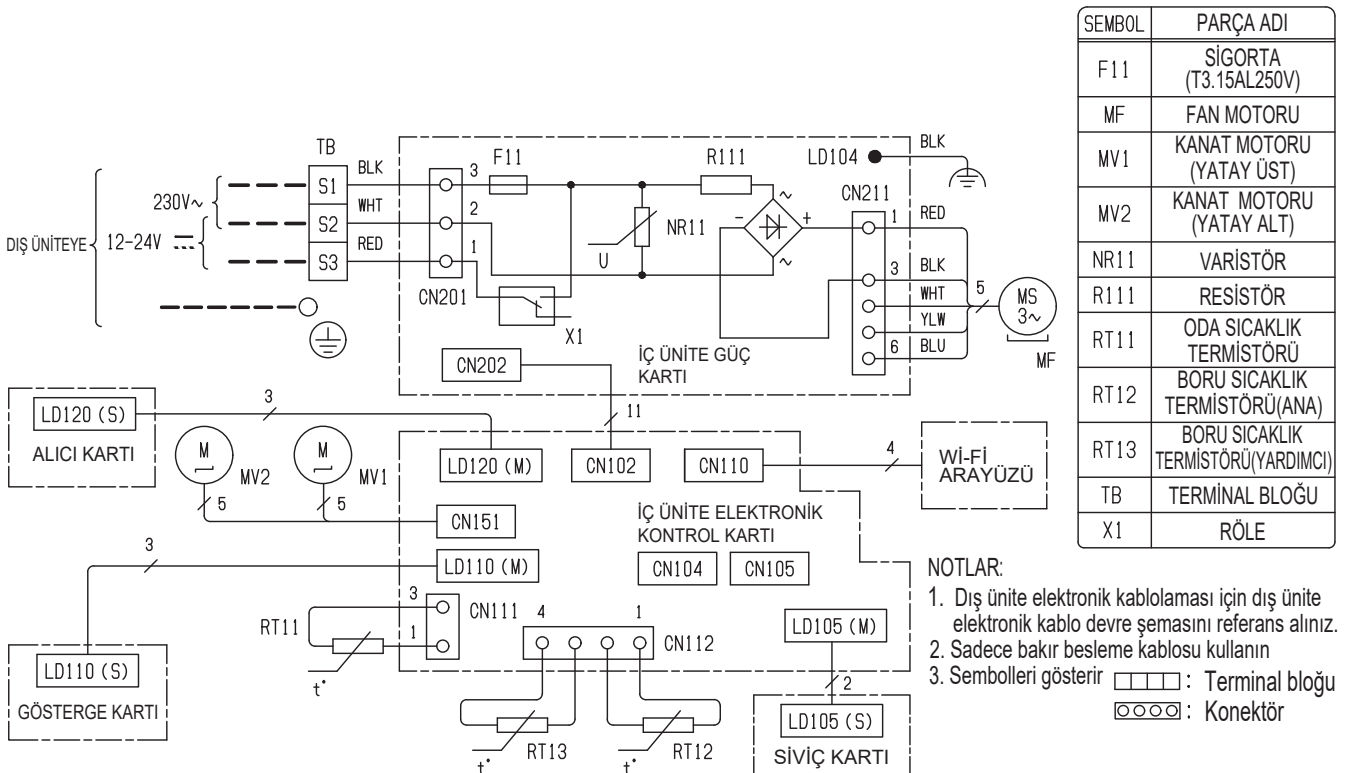 SEMBOL PARÇA ADI
F11 SİGORTA
(T3.15AL250V)
MF FAN MOTORU
MV1 KANAT MOTORU
(YATAY ÜST)
MV2 KANAT MOTORU
(YATAY ALT)
NR11 VARİSTÖR
R111 RESİSTÖR
RT11 ODA SICAKLIK
TERMİSTÖRÜ
RT12 BORU SICAKLIK
TERMİSTÖRÜ(ANA)
RT13 BORU SICAKLIK
TERMİSTÖRÜ(YARDIMCI)
TB TERMİNAL BLOĞU
X1 RÖLE
DIŞ ÜNİTEYE
230V~
12-24V
TB
S1
S2
S3
BLK
WHT
RED
3
2
1
CN201
F11
X1
NR11
U
R111
LD104
BLK
~
- +
~
CN211
1 RED
3 BLK
WHT
YLW
6 BLU
5
MS
3~
MF
İÇ ÜNİTE GÜÇ
KARTI
CN202
11
LD120 (S)
ALICI KARTI
3
M
MV2
5
M
MV1
5
LD120 (M)
CN102
CN110
4
Wİ-Fİ
ARAYÜZÜ
CN151
LD110 (M)
İÇ ÜNİTE ELEKTRONİK
KONTROL KARTI
CN104
CN105
3
LD110 (S)
GÖSTERGE KARTI
RT11
t°
3
1
CN111
4 1
CN112
RT13
t°
RT12
t°
LD105 (M)
2
LD105 (S)
SİVİÇ KARTI
NOTLAR:
1. Dış ünite elektronik kablolaması için dış ünite
elektronik kablo devre şemasını referans alınız.
2. Sadece bakır besleme kablosu kullanın
3. Sembolleri gösterir : Terminal bloğu
: Konektör